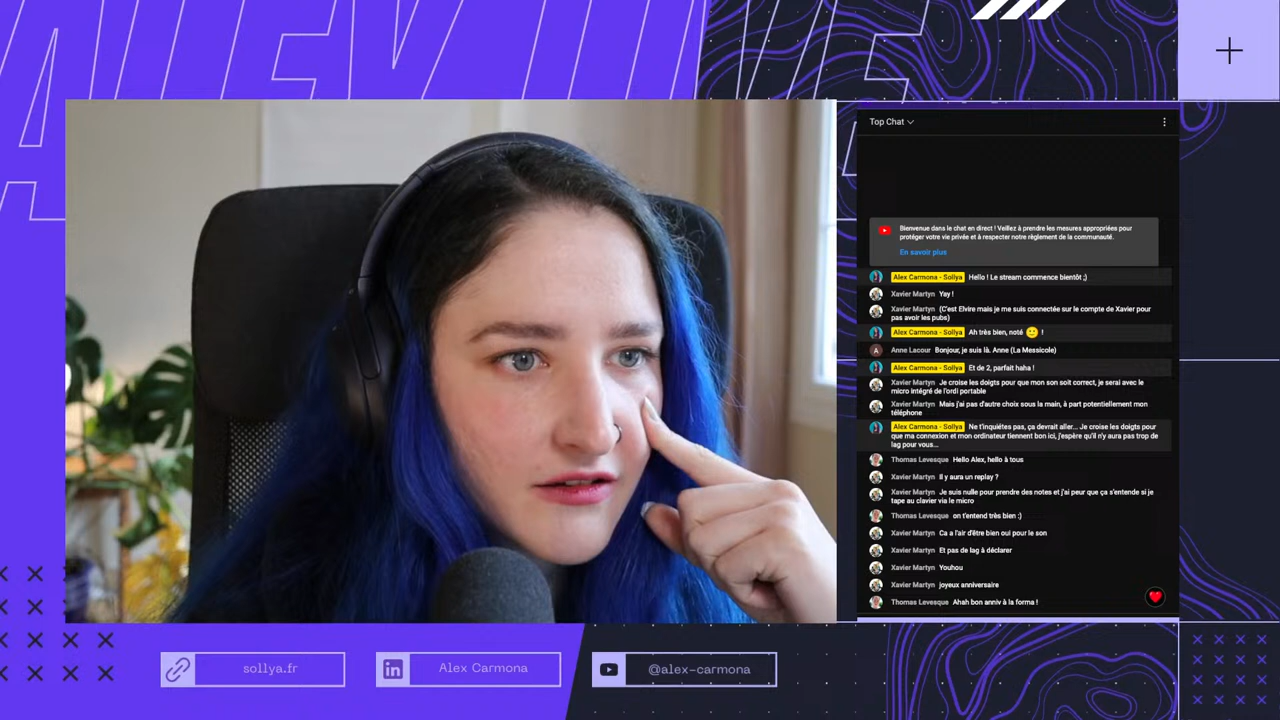 ALEX LIVE
Top Chat
Bienvenue dans le chat en direct ! Veillez à prendre les mesures appropriées pour
protéger votre vie privée et à respecter notre règlement de la communauté.
En savoir plus
Alex Carmona - Sollya Hello ! Le stream commence bientôt ;)
Xavier Martyn Yay !
Xavier Martyn (C'est Elvire mais je me suis connectée sur le compte de Xavier pour
pas avoir les pubs)
Alex Carmona - Sollya Ah très bien, noté 🙂 !
A Anne Lacour Bonjour, je suis là. Anne (La Messicole)
Alex Carmona - Sollya Et de 2, parfait haha !
Xavier Martyn Je croise les doigts pour que mon son soit correct, je serai avec le
micro intégré de l'ordi portable
Xavier Martyn Mais j'ai pas d'autre choix sous la main, à part potentiellement mon
téléphone
Alex Carmona - Sollya Ne t'inquiétes pas, ça devrait aller... Je croise les doigts pour
que ma connexion et mon ordinateur tiennent bon ici, j'espère qu'il n'y aura pas trop de
lag pour vous...
Thomas Levesque Hello Alex, hello à tous
Xavier Martyn Il y aura un replay ?
Xavier Martyn Je suis nulle pour prendre des notes et j'ai peur que ça s'entende si je
tape au clavier via le micro
Thomas Levesque on t'entend très bien :)
Xavier Martyn Ca a l'air d'être bien oui pour le son
Xavier Martyn Et pas de lag à déclarer
Xavier Martyn Youhou
Xavier Martyn joyeux anniversaire
Thomas Levesque Ahah bon anniv à la forma !
sollya.fr
in Alex Carmona
@alex-carmona